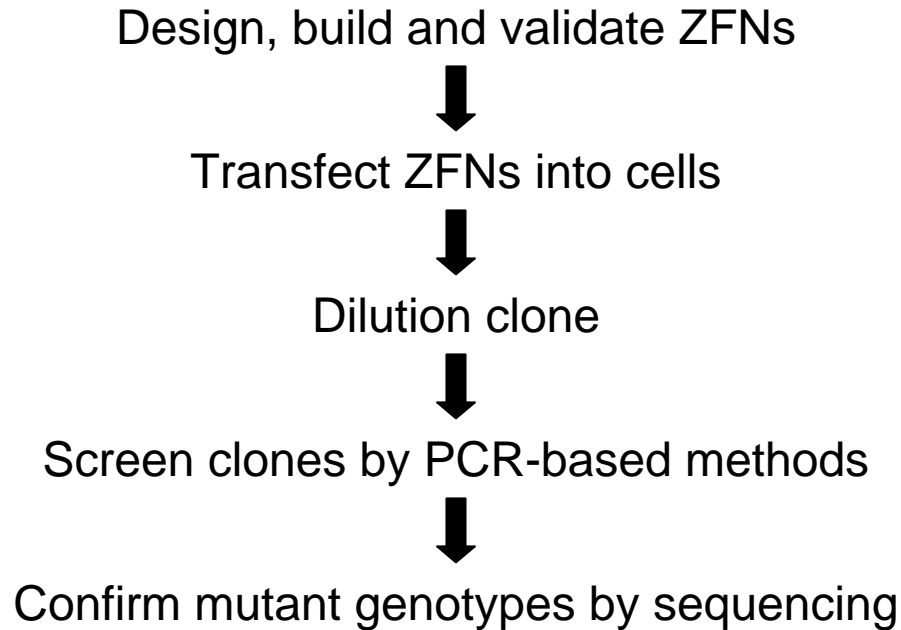 Design, build and validate ZFNs
Transfect ZFNs into cells
Dilution clone
Screen clones by PCR-based methods
Confirm mutant genotypes by sequencing